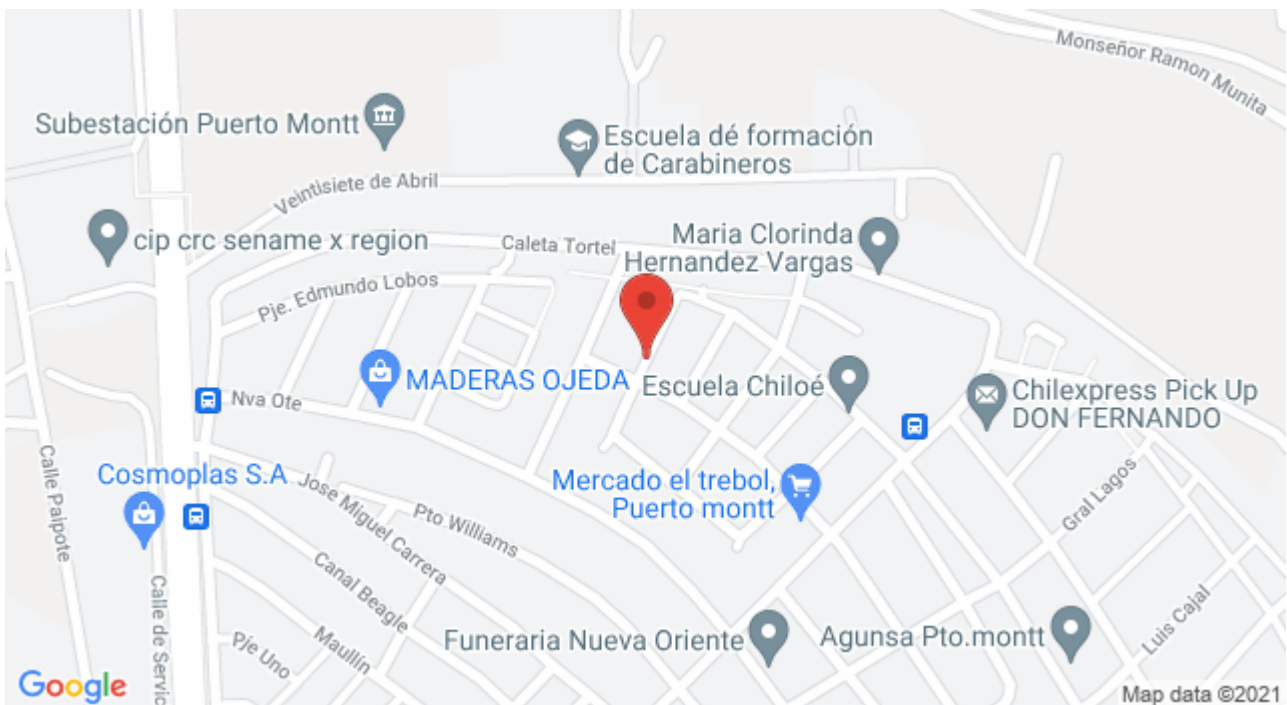 Monseñor Ramon Munita
Subestación Puerto Montt
Escuela dé formación
de Carabineros
Veintisiete de Abril
cip crc sename x region
Caleta Tortel
Maria Clorinda
Hernandez Vargas
Pje. Edmundo Lobos
MADERAS OJEDA
Escuela Chiloé
Chilexpress Pick Up
DON FERNANDO
Nva Ote
Calle Paipote
Cosmoplas S.A
Jose Miguel Carrera
Pto Williams
Mercado el trebol,
Puerto montt
Gral Lagos
Canal Beagle
Calle de Servic
Maullín
Pje Uno
Funeraria Nueva Oriente
Agunsa Pto.montt
Luis Cajal
Google
Map data ©2021